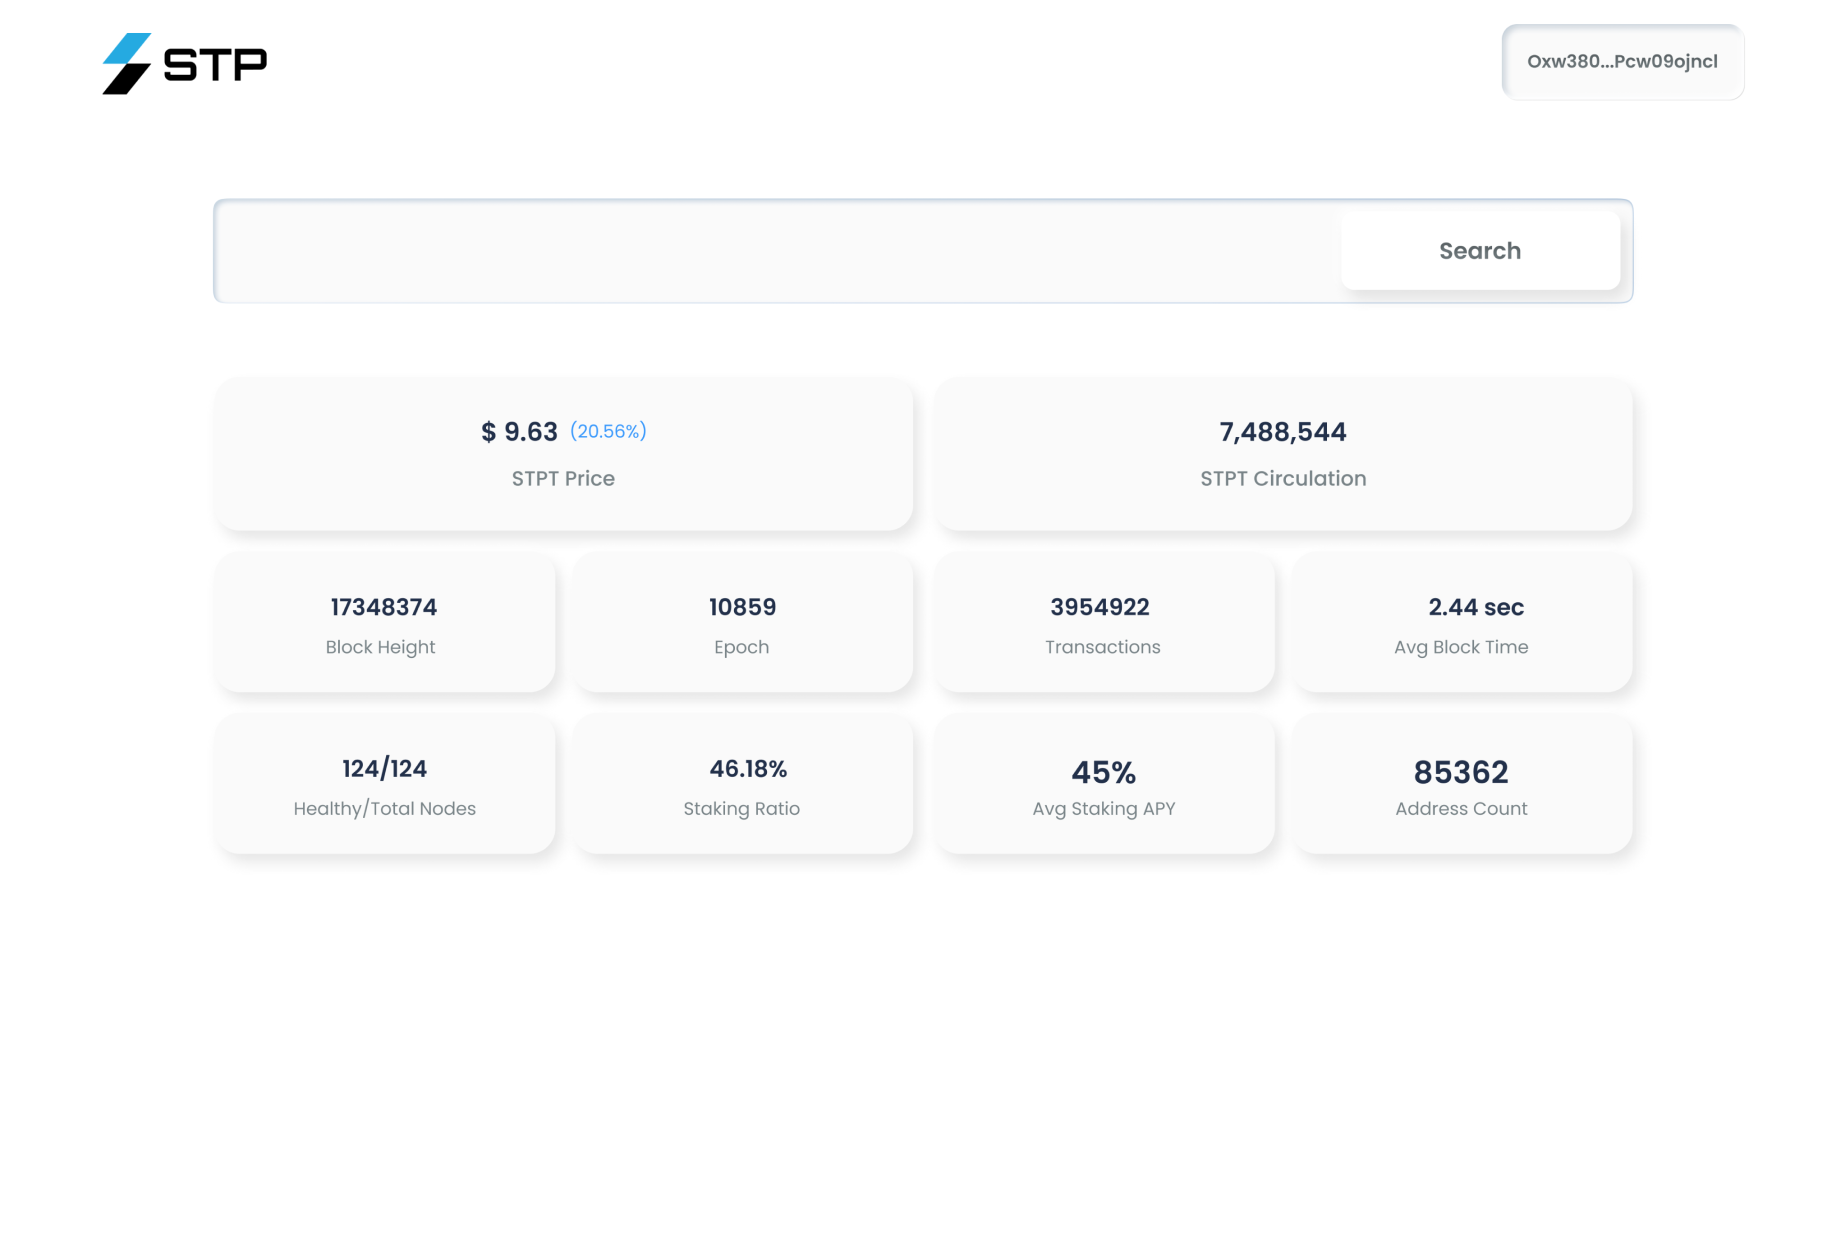 STP
Oxw380...Pcw09ojncl
Search
$ 9.63 (20.56%)
STPT Price
7,488,544
STPT Circulation
17348374
Block Height
10859
Epoch
3954922
Transactions
2.44 sec
Avg Block Time
124/124
Healthy/Total Nodes
46.18%
Staking Ratio
45%
Avg Staking APY
85362
Address Count